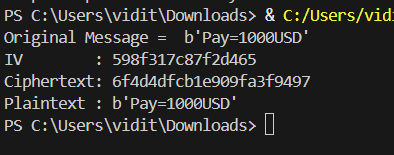 PS C:\Users\vidit\Downloads> & C:/Users/vidi
Original Message =  b'Pay=1000USD'
IV        : 598f317c87f2d465
Ciphertext: 6f4d4dfcb1e909fa3f9497
Plaintext : b'Pay=1000USD'
PS C:\Users\vidit\Downloads>